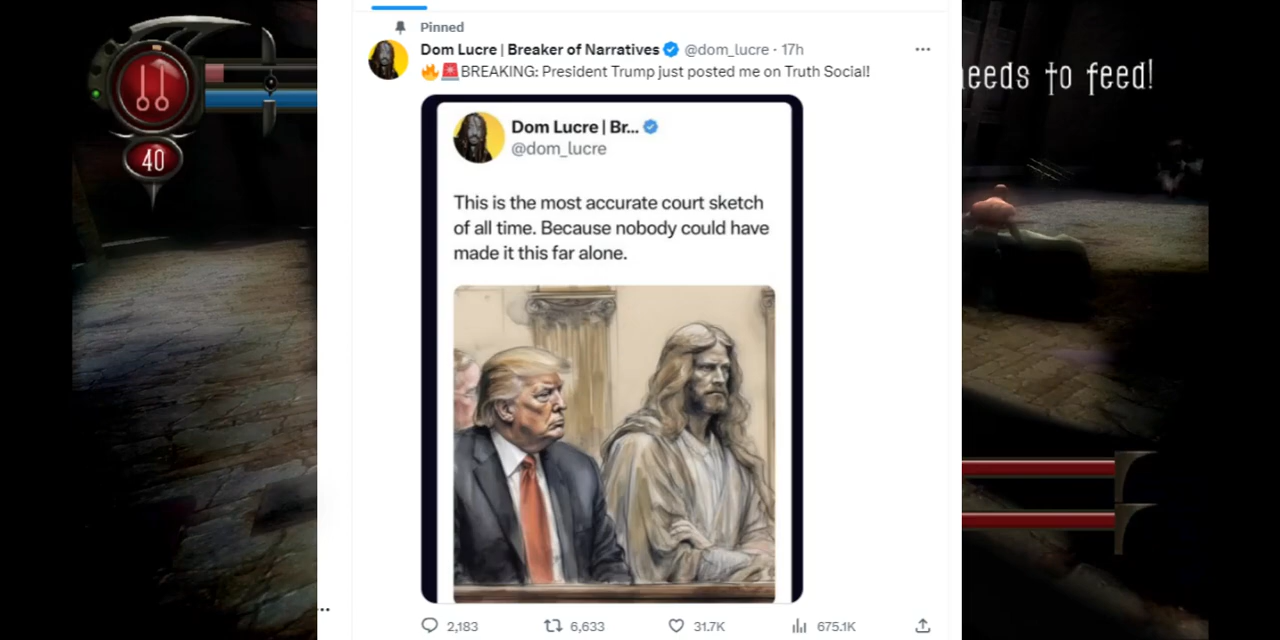 Pinned
Dom Lucre | Breaker of Narratives @dom_lucre · 17h
🔥🚨BREAKING: President Trump just posted me on Truth Social!
Dom Lucre | Br...
@dom_lucre
This is the most accurate court sketch
of all time. Because nobody could have
made it this far alone.
2,183 6,633 31.7K 675.1K
40
needs to feed!